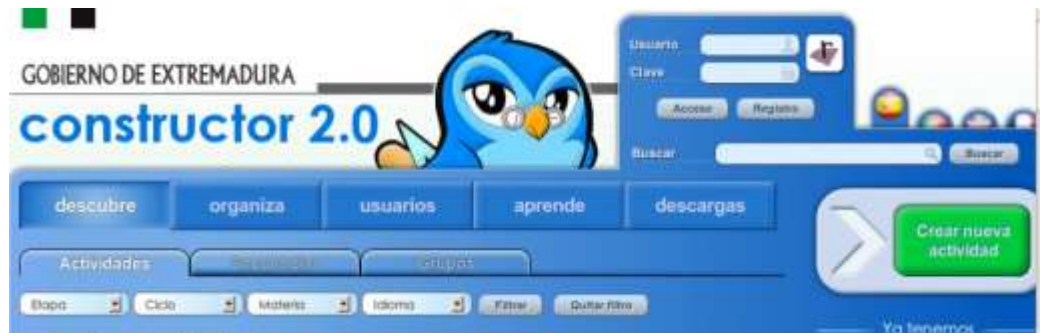 GOBIERNO DE EXTREMADURA
constructor 2.0
Usuario
Clave
Acceso Registro
Buscar Buscar
descubre organiza usuarios aprende descargas
Crear nueva
actividad
Actividades Grupos
Etapa Ciclo Materia Idioma Filtrar Quitar filtro
Ya tenemos